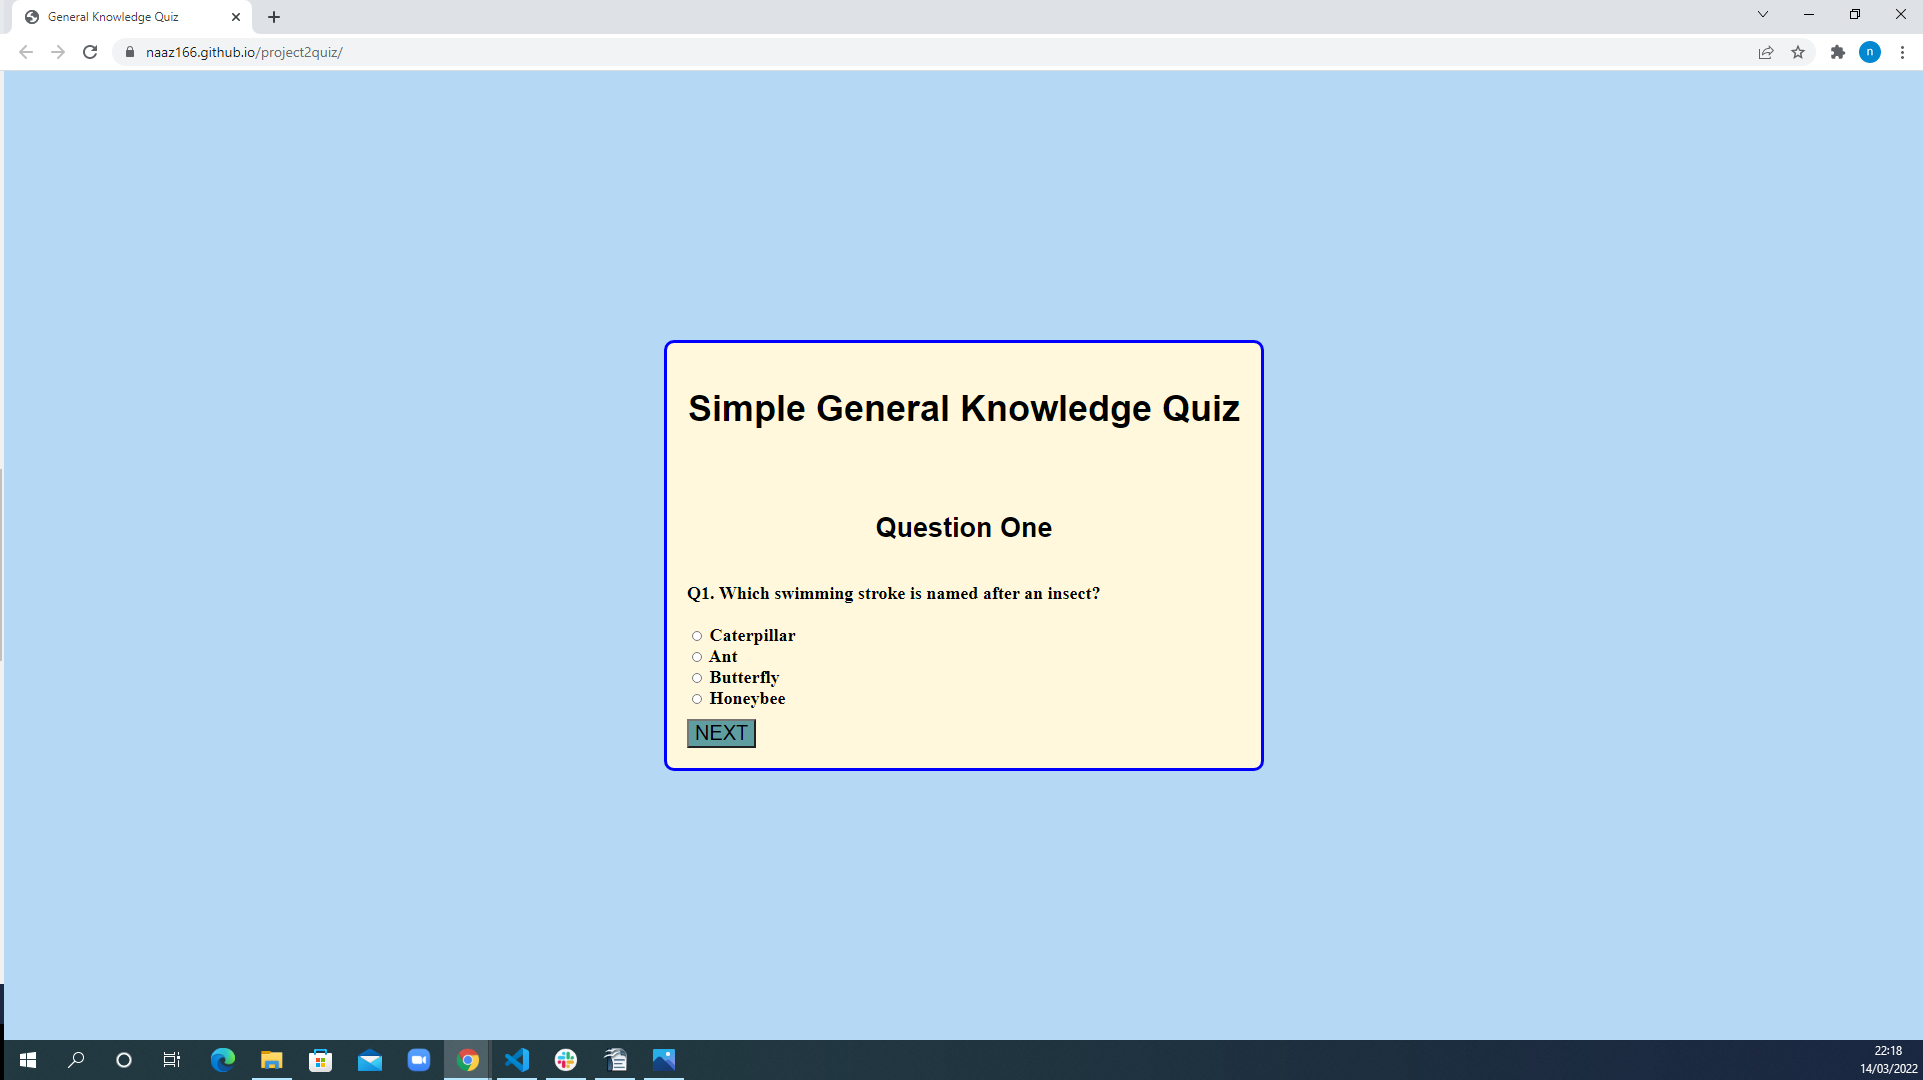 General Knowledge Quiz
naaz166.github.io/project2quiz/
n
Simple General Knowledge Quiz
Question One
Q1. Which swimming stroke is named after an insect?
Caterpillar
Ant
Butterfly
Honeybee
NEXT
22:18
14/03/2022